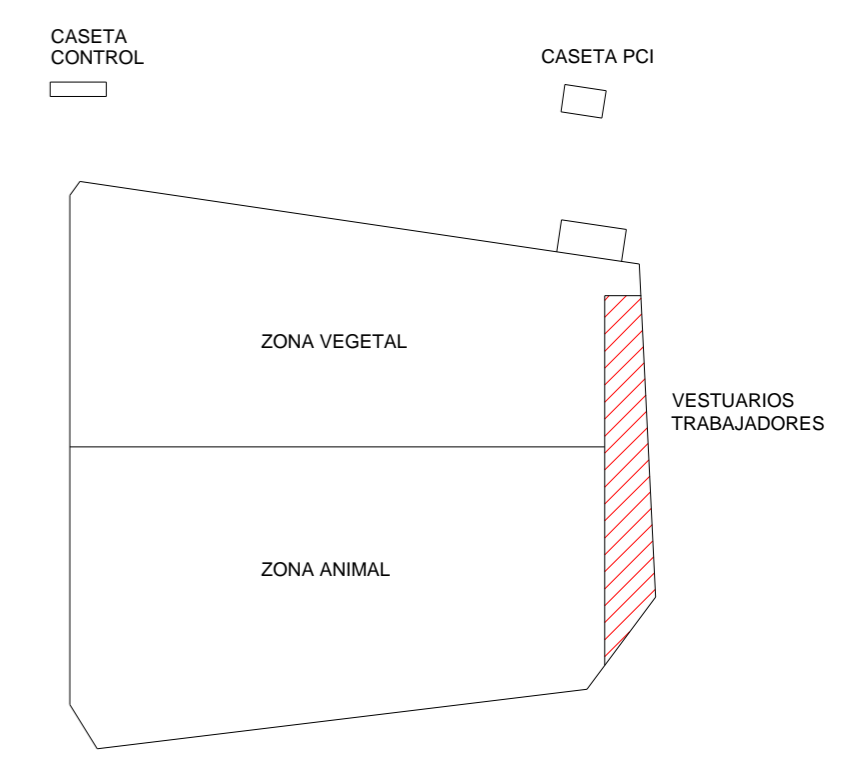 CASETA
CONTROL
CASETA PCI
ZONA VEGETAL
VESTUARIOS
TRABAJADORES
ZONA ANIMAL